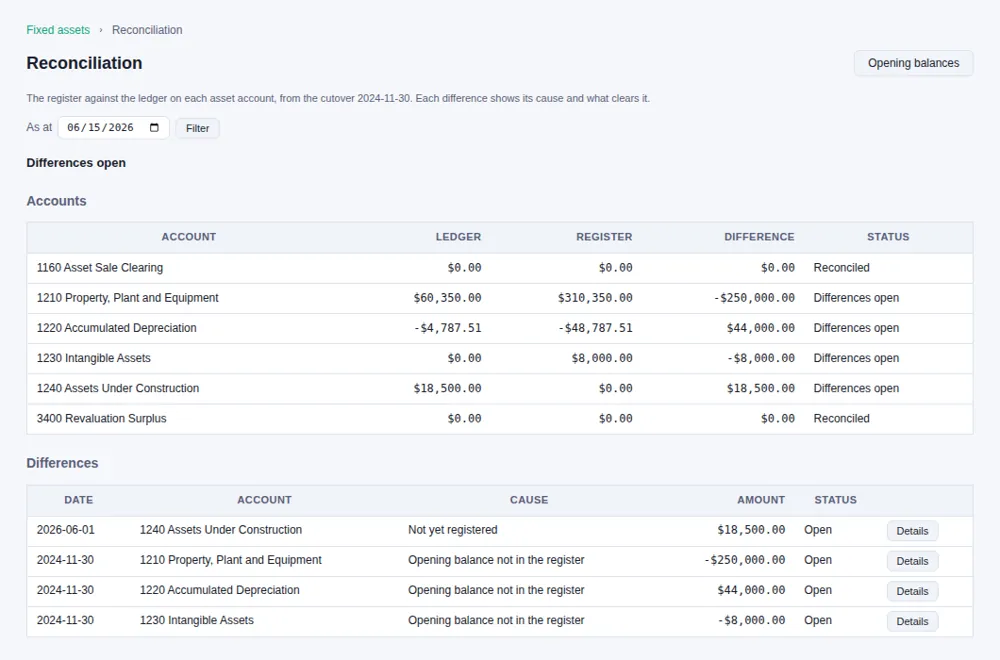 Fixed assets › Reconciliation
Reconciliation
Opening balances
The register against the ledger on each asset account, from the cutover 2024-11-30. Each difference shows its cause and what clears it.
As at 06/15/2026 Filter
Differences open
Accounts
ACCOUNT LEDGER REGISTER DIFFERENCE STATUS
1160 Asset Sale Clearing $0.00 $0.00 $0.00 Reconciled
1210 Property, Plant and Equipment $60,350.00 $310,350.00 -$250,000.00 Differences open
1220 Accumulated Depreciation -$4,787.51 -$48,787.51 $44,000.00 Differences open
1230 Intangible Assets $0.00 $8,000.00 -$8,000.00 Differences open
1240 Assets Under Construction $18,500.00 $0.00 $18,500.00 Differences open
3400 Revaluation Surplus $0.00 $0.00 $0.00 Reconciled
Differences
DATE ACCOUNT CAUSE AMOUNT STATUS
2026-06-01 1240 Assets Under Construction Not yet registered $18,500.00 Open Details
2024-11-30 1210 Property, Plant and Equipment Opening balance not in the register -$250,000.00 Open Details
2024-11-30 1220 Accumulated Depreciation Opening balance not in the register $44,000.00 Open Details
2024-11-30 1230 Intangible Assets Opening balance not in the register -$8,000.00 Open Details